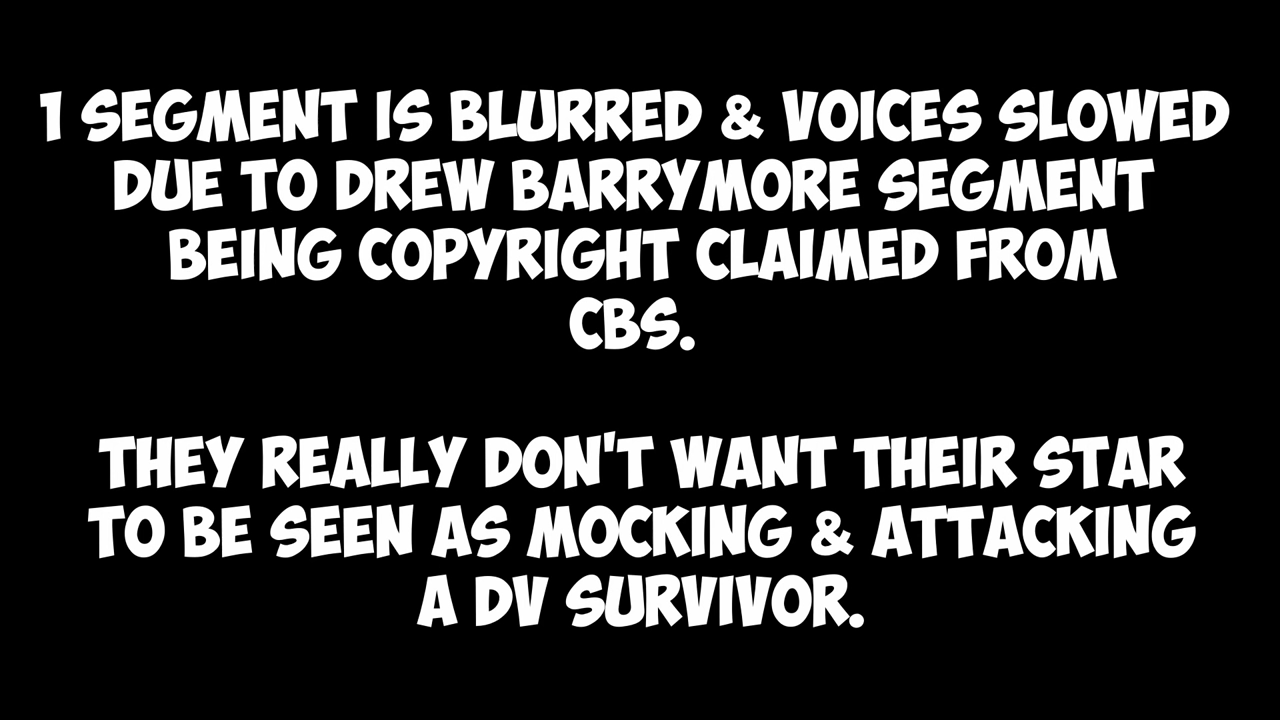 1 SEGMENT IS BLURRED & VOICES SLOWED
DUE TO DREW BARRYMORE SEGMENT
BEING COPYRIGHT CLAIMED FROM
CBS.
THEY REALLY DON'T WANT THEIR STAR
TO BE SEEN AS MOCKING & ATTACKING
A DV SURVIVOR.